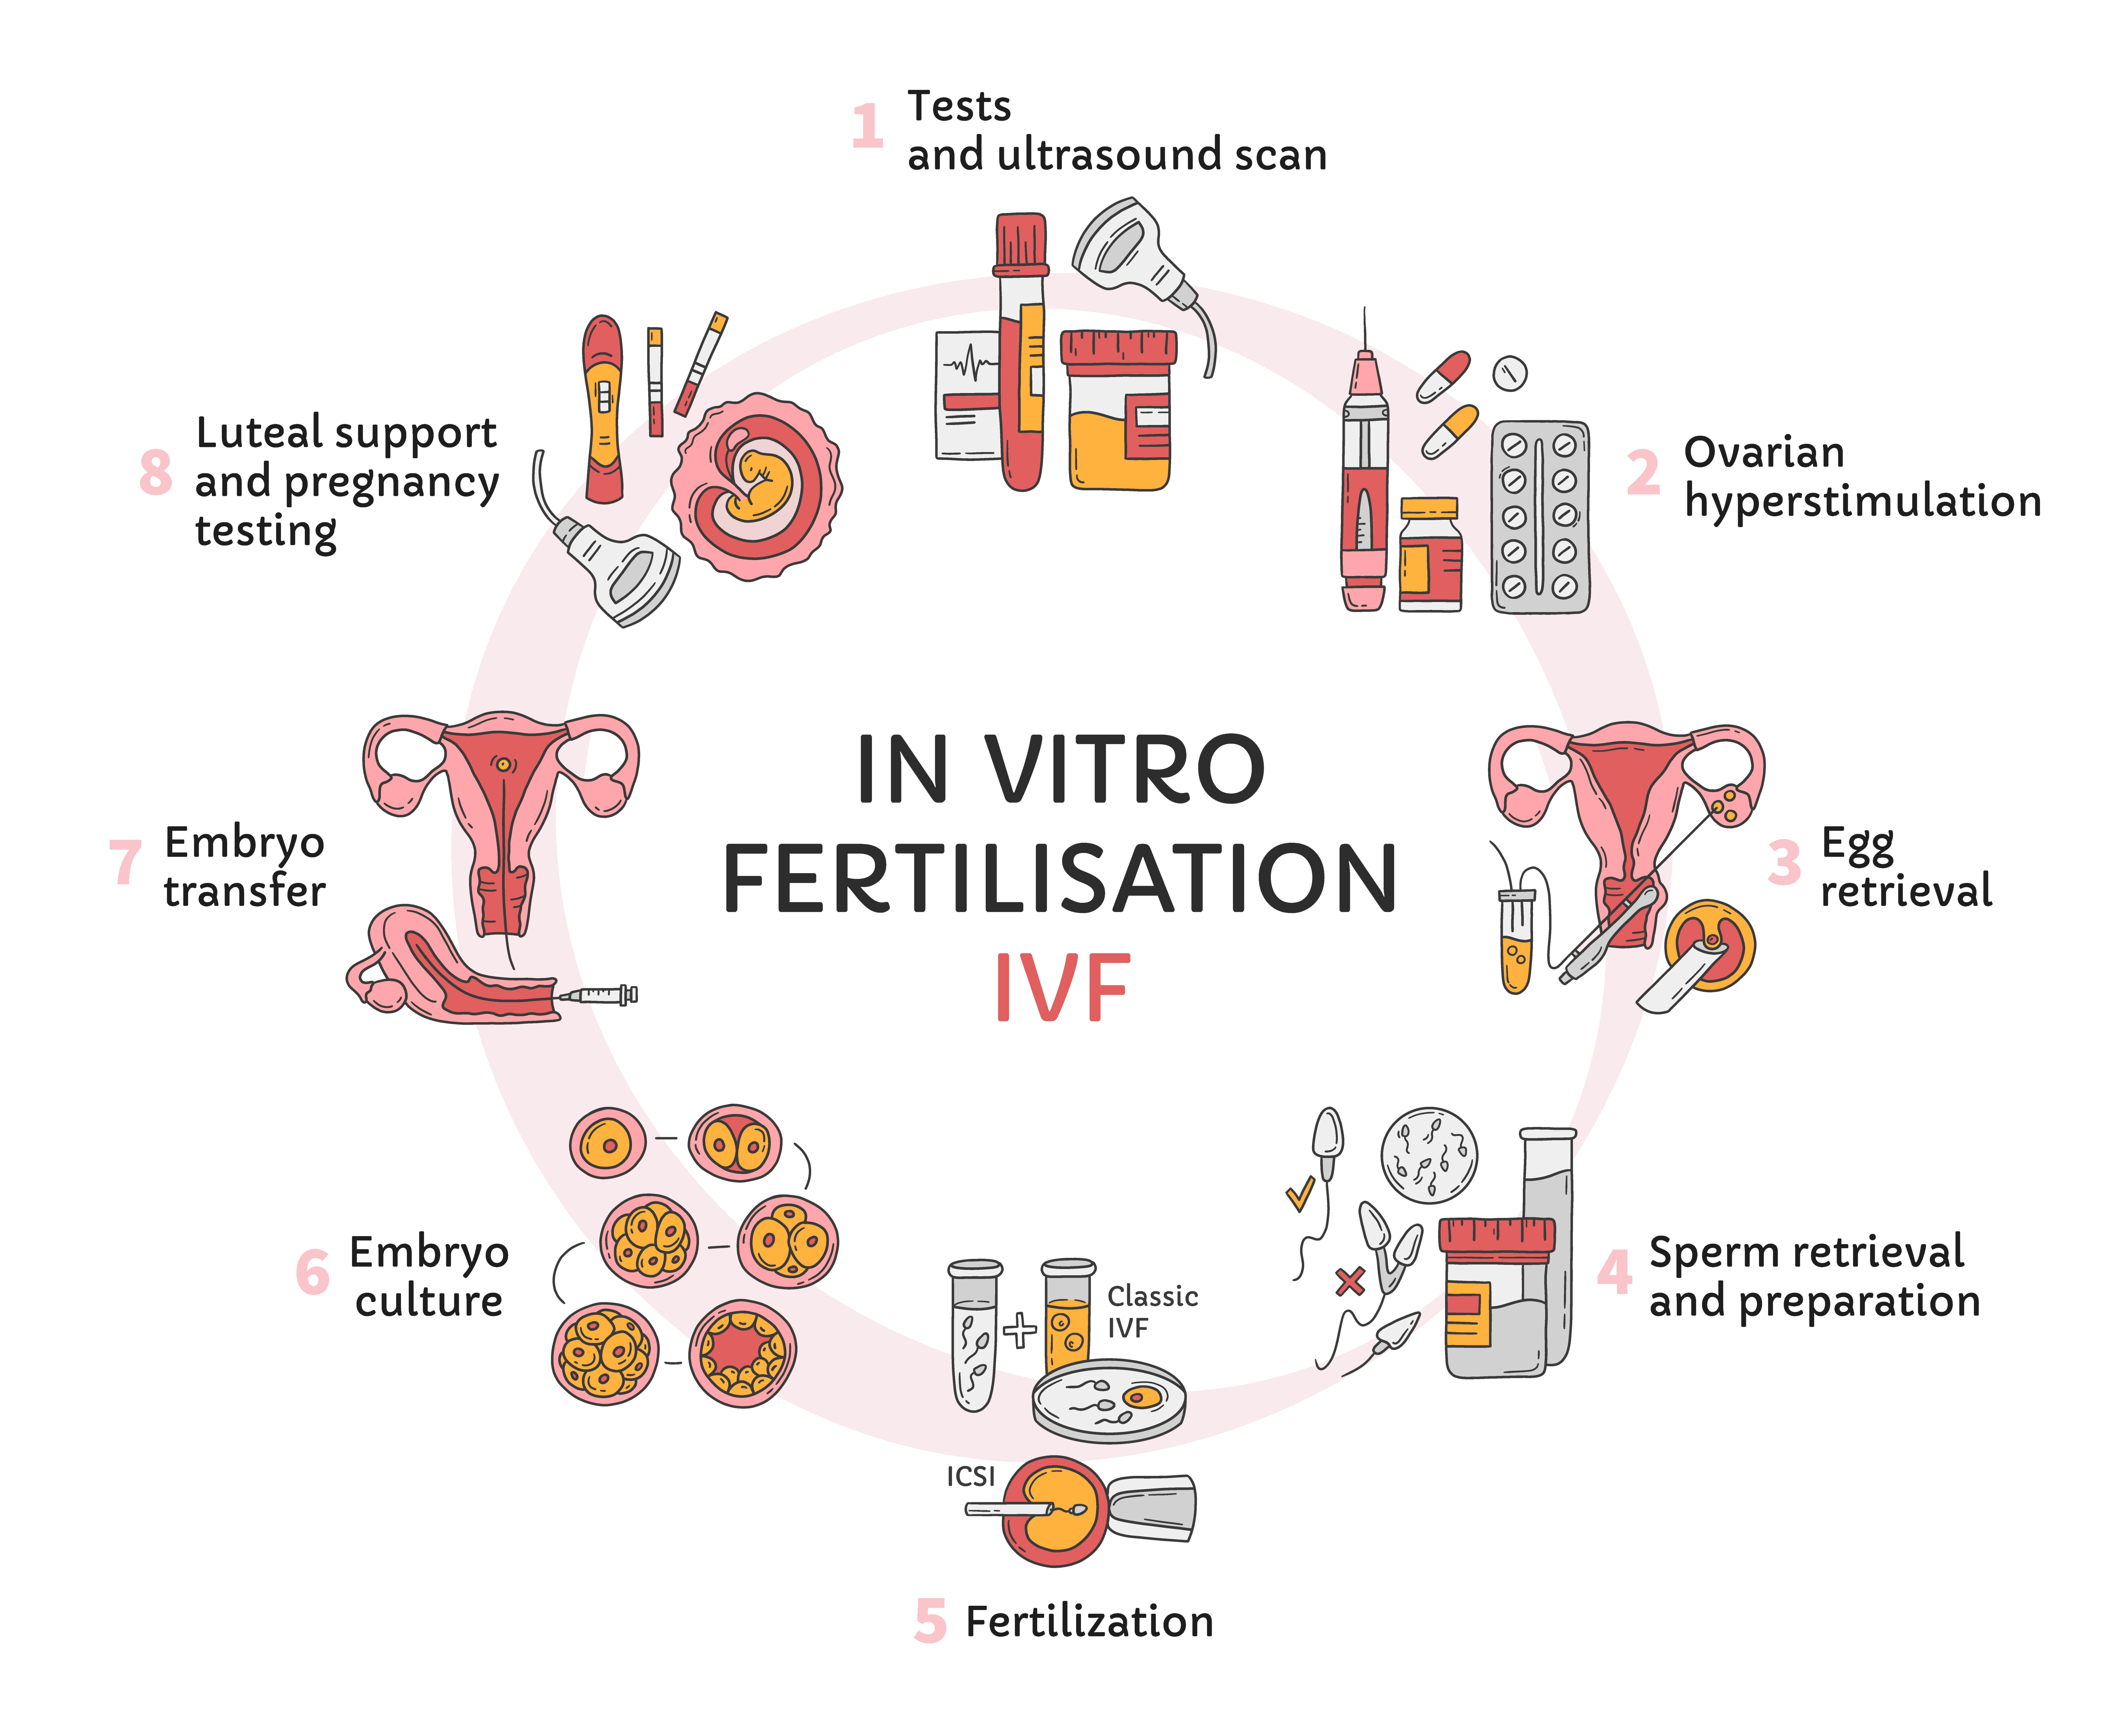 1
Tests
and ultrasound scan
2
Ovarian
hyperstimulation
3
Egg
retrieval
4
Sperm retrieval
and preparation
Classic
IVF
ICSI
5
Fertilization
6
Embryo
culture
7
Embryo
transfer
8
Luteal support
and pregnancy
testing
IN VITRO
FERTILISATION
IVF